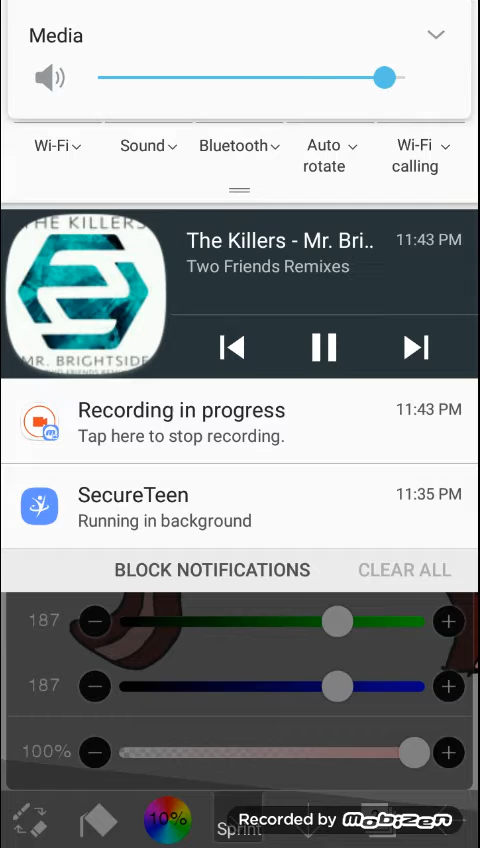 Media
Wi-Fi
Sound
Bluetooth
Auto rotate
Wi-Fi calling
THE KILLERS
MR. BRIGHTSIDE
The Killers - Mr. Bri..
11:43 PM
Two Friends Remixes
Recording in progress
11:43 PM
Tap here to stop recording.
SecureTeen
11:35 PM
Running in background
BLOCK NOTIFICATIONS
CLEAR ALL
187
187
100%
10%
Sprint
Recorded by Mobizen